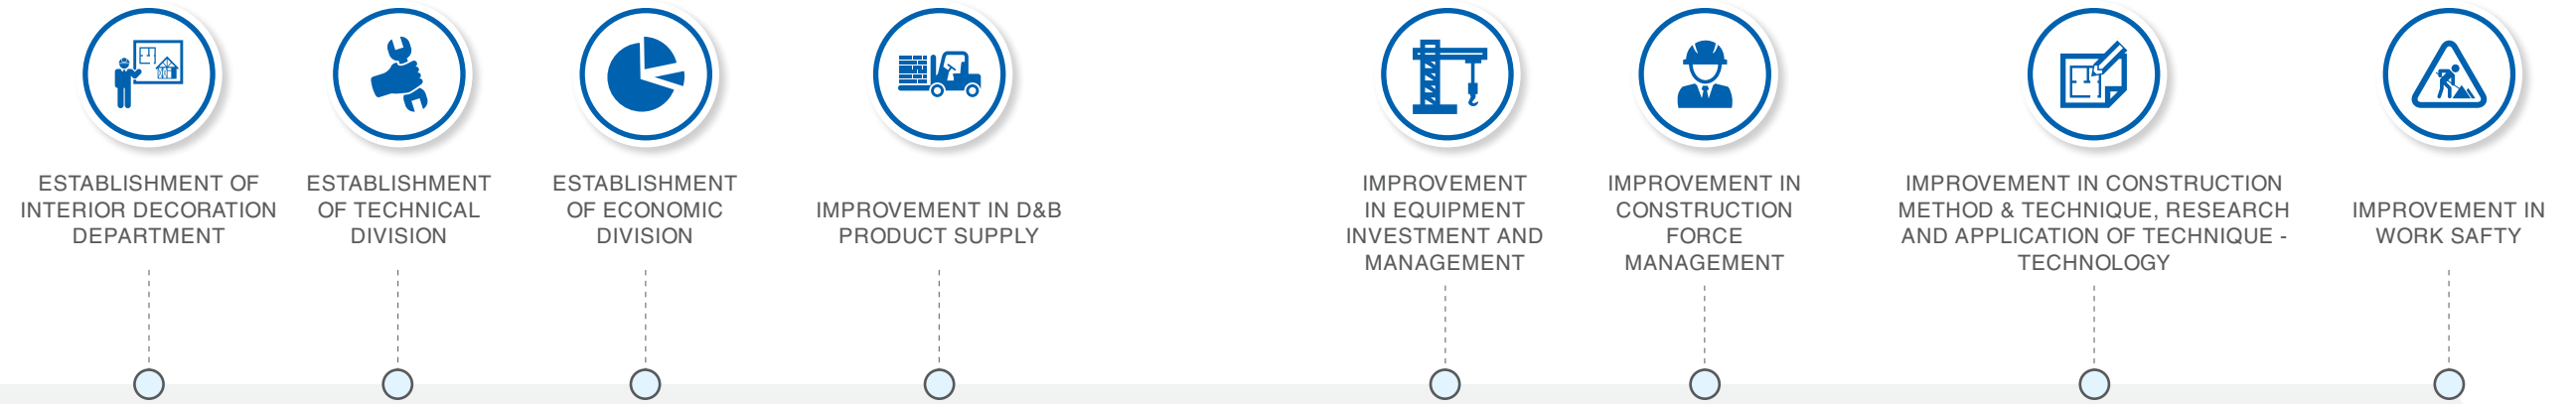 ESTABLISHMENT OF
INTERIOR DECORATION
DEPARTMENT
ESTABLISHMENT
OF TECHNICAL
DIVISION
ESTABLISHMENT
OF ECONOMIC
DIVISION
IMPROVEMENT IN D&B
PRODUCT SUPPLY
IMPROVEMENT
IN EQUIPMENT
INVESTMENT AND
MANAGEMENT
IMPROVEMENT IN
CONSTRUCTION
FORCE
MANAGEMENT
IMPROVEMENT IN CONSTRUCTION
METHOD & TECHNIQUE, RESEARCH
AND APPLICATION OF TECHNIQUE -
TECHNOLOGY
IMPROVEMENT IN
WORK SAFTY